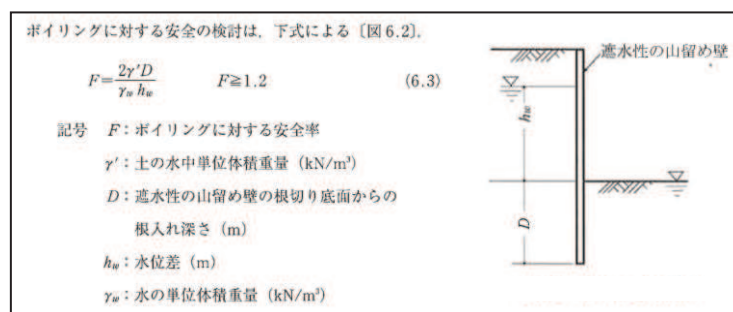 ボイリングに対する安全の検討は，下式による〔図6.2〕．
F=2γ′D/γw hw　F≧1.2　(6.3)
記号　F：ボイリングに対する安全率
γ′：土の水中単位体積重量（kN/m³）
D：遮水性の山留め壁の根切り底面からの
根入れ深さ（m）
hw：水位差（m）
γw：水の単位体積重量（kN/m³）
遮水性の山留め壁
hw
D